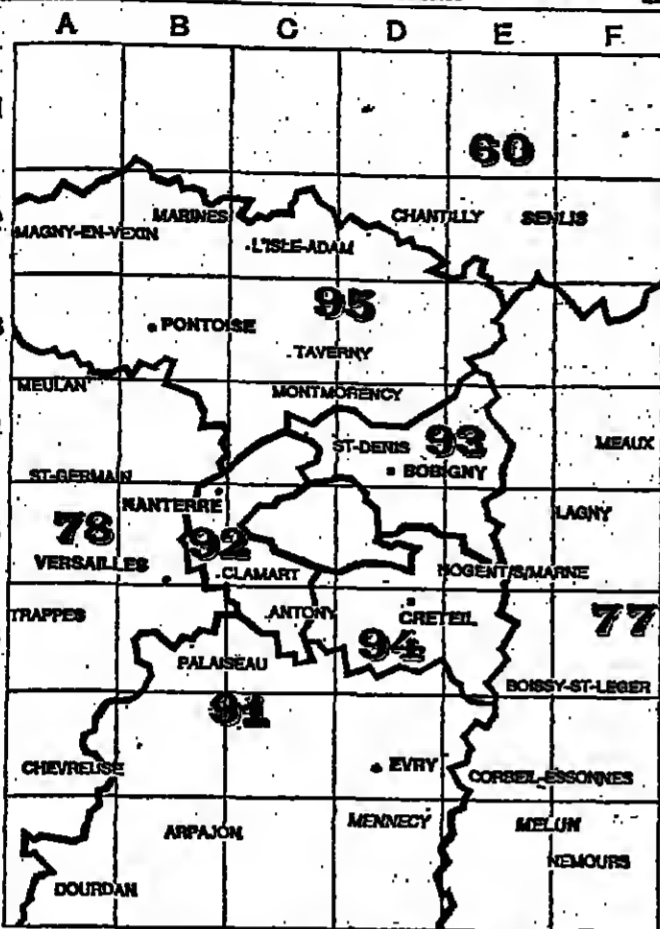 A B C D E F
60
MARINES CHANTILLY SENLIS
MAGNY-EN-VEXIN L'ISLE-ADAM
95
PONTOISE
TAVERNY
MEULAN MONTMORENCY
ST-DENIS 93 MEAUX
BOBIGNY
ST-GERMAIN
NANTERRE LAGNY
78 92
VERSAILLES CLAMART NOGENT/S/MARNE
TRAPPES ANTONY CRETEIL 77
94
PALAISEAU
BOISSY-ST-LEGER
91
CHEVREUSE EVRY CORBEIL-ESSONNES
ARPAJON MENNECY MELUN
NEMOURS
DOURDAN